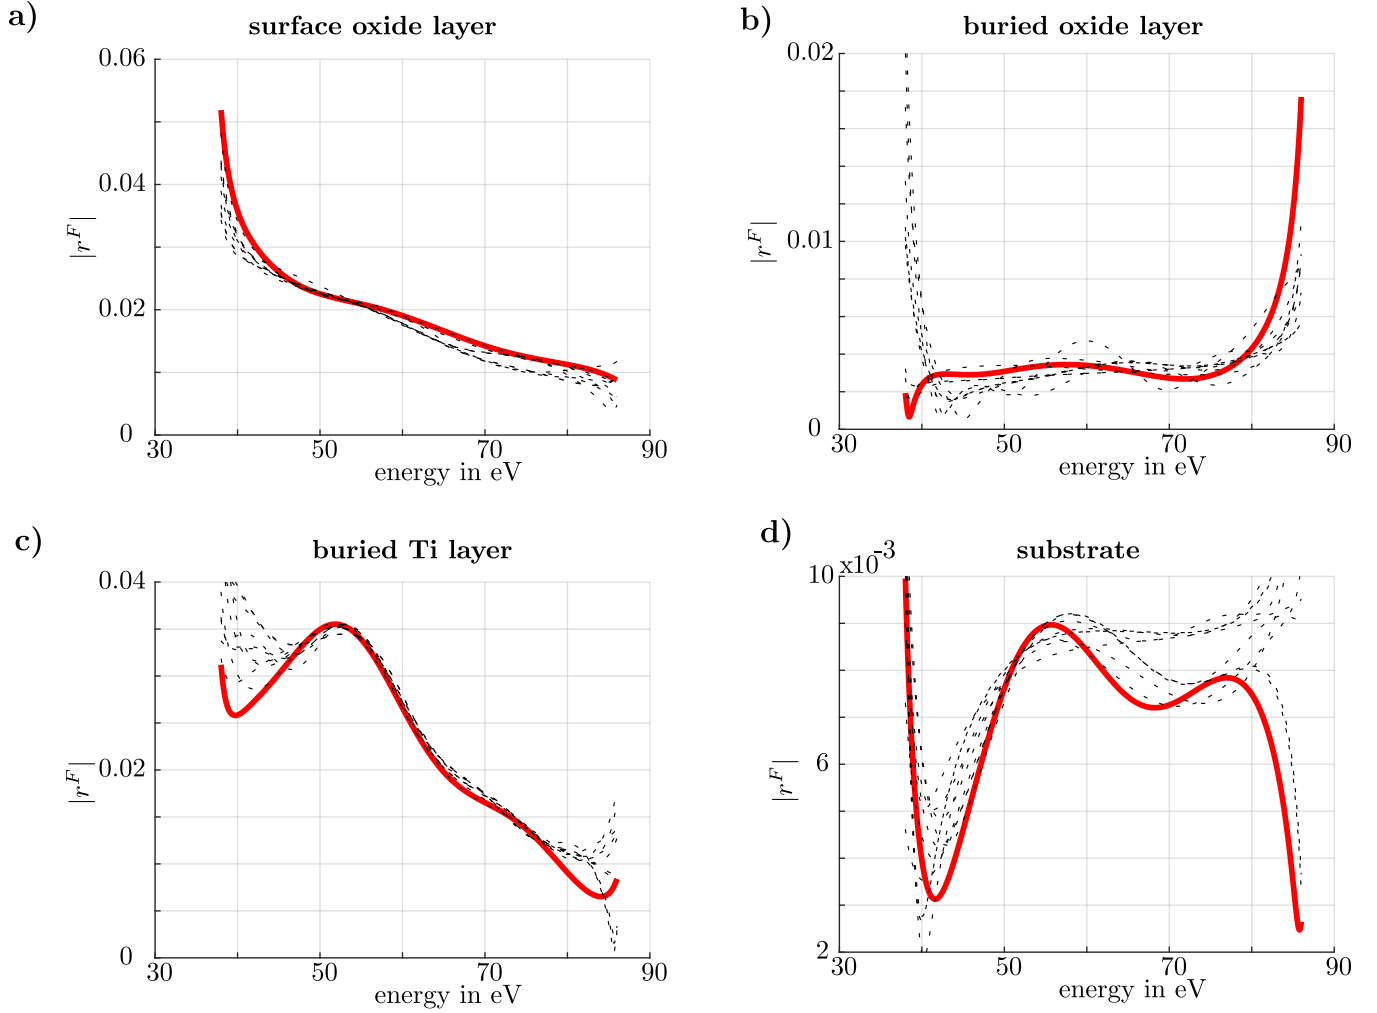 a)
surface oxide layer
0.06
0.04
0.02
0
|r^F|
30 50 70 90
energy in eV
b)
buried oxide layer
0.02
0.01
0
|r^F|
30 50 70 90
energy in eV
c)
buried Ti layer
0.04
0.02
0
|r^F|
30 50 70 90
energy in eV
d)
substrate
10 x10^-3
6
2
|r^F|
30 50 70 90
energy in eV